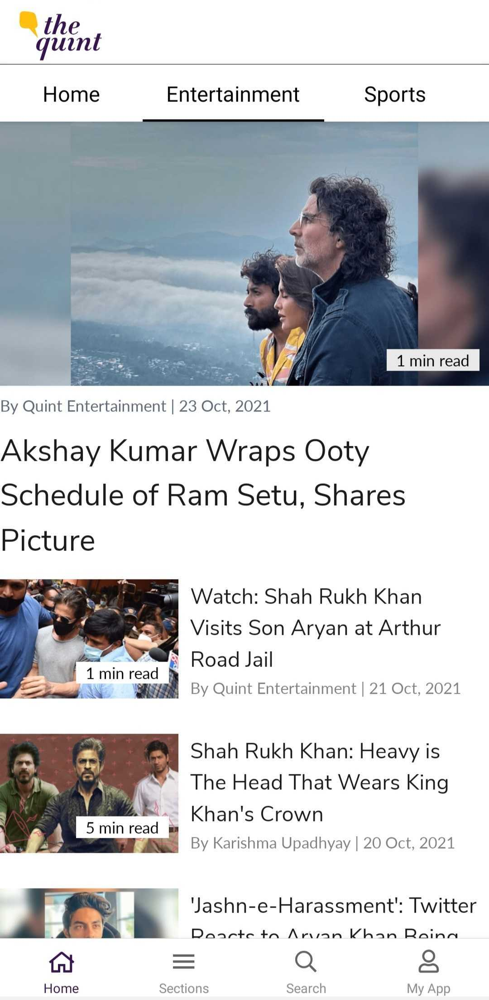 the
quint
Home Entertainment Sports
1 min read
By Quint Entertainment | 23 Oct, 2021
Akshay Kumar Wraps Ooty
Schedule of Ram Setu, Shares
Picture
Watch: Shah Rukh Khan
Visits Son Aryan at Arthur
Road Jail
1 min read
By Quint Entertainment | 21 Oct, 2021
Shah Rukh Khan: Heavy is
The Head That Wears King
Khan's Crown
5 min read
By Karishma Upadhyay | 20 Oct, 2021
'Jashn-e-Harassment': Twitter
Reacts to Aryan Khan Being
Home Sections Search My App